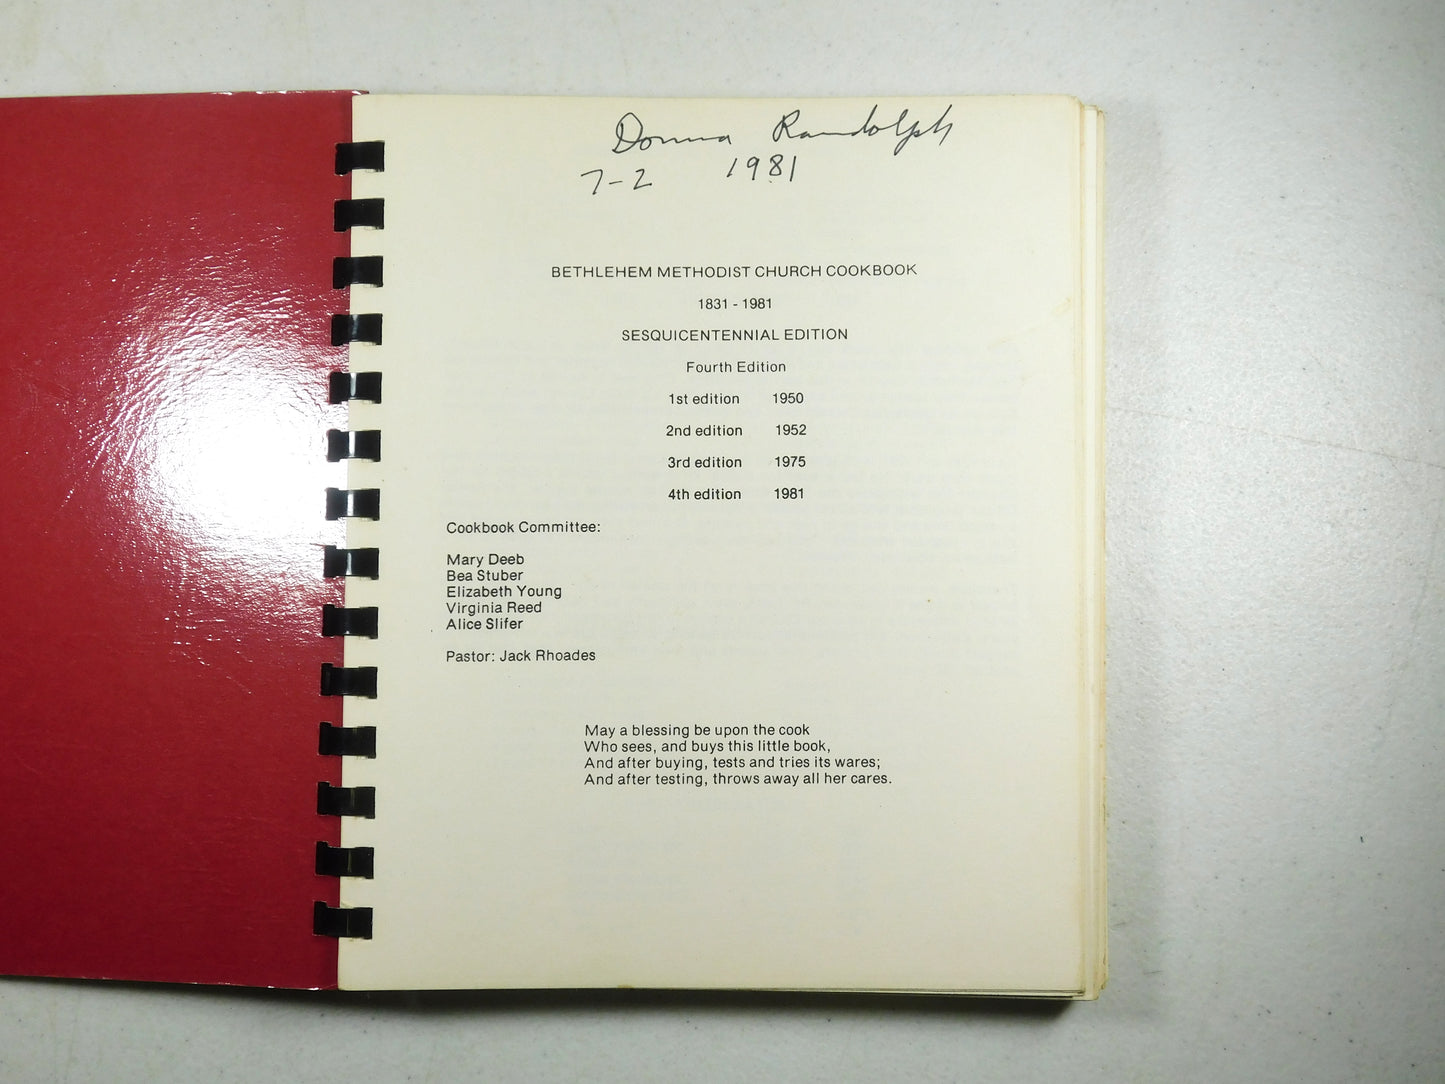 Donna Randolph
7-2 1981
BETHLEHEM METHODIST CHURCH COOKBOOK
1831 - 1981
SESQUICENTENNIAL EDITION
Fourth Edition
1st edition 1950
2nd edition 1952
3rd edition 1975
4th edition 1981
Cookbook Committee:
Mary Deeb
Bea Stuber
Elizabeth Young
Virginia Reed
Alice Slifer
Pastor: Jack Rhoades
May a blessing be upon the cook
Who sees, and buys this little book,
And after buying, tests and tries its wares;
And after testing, throws away all her cares.